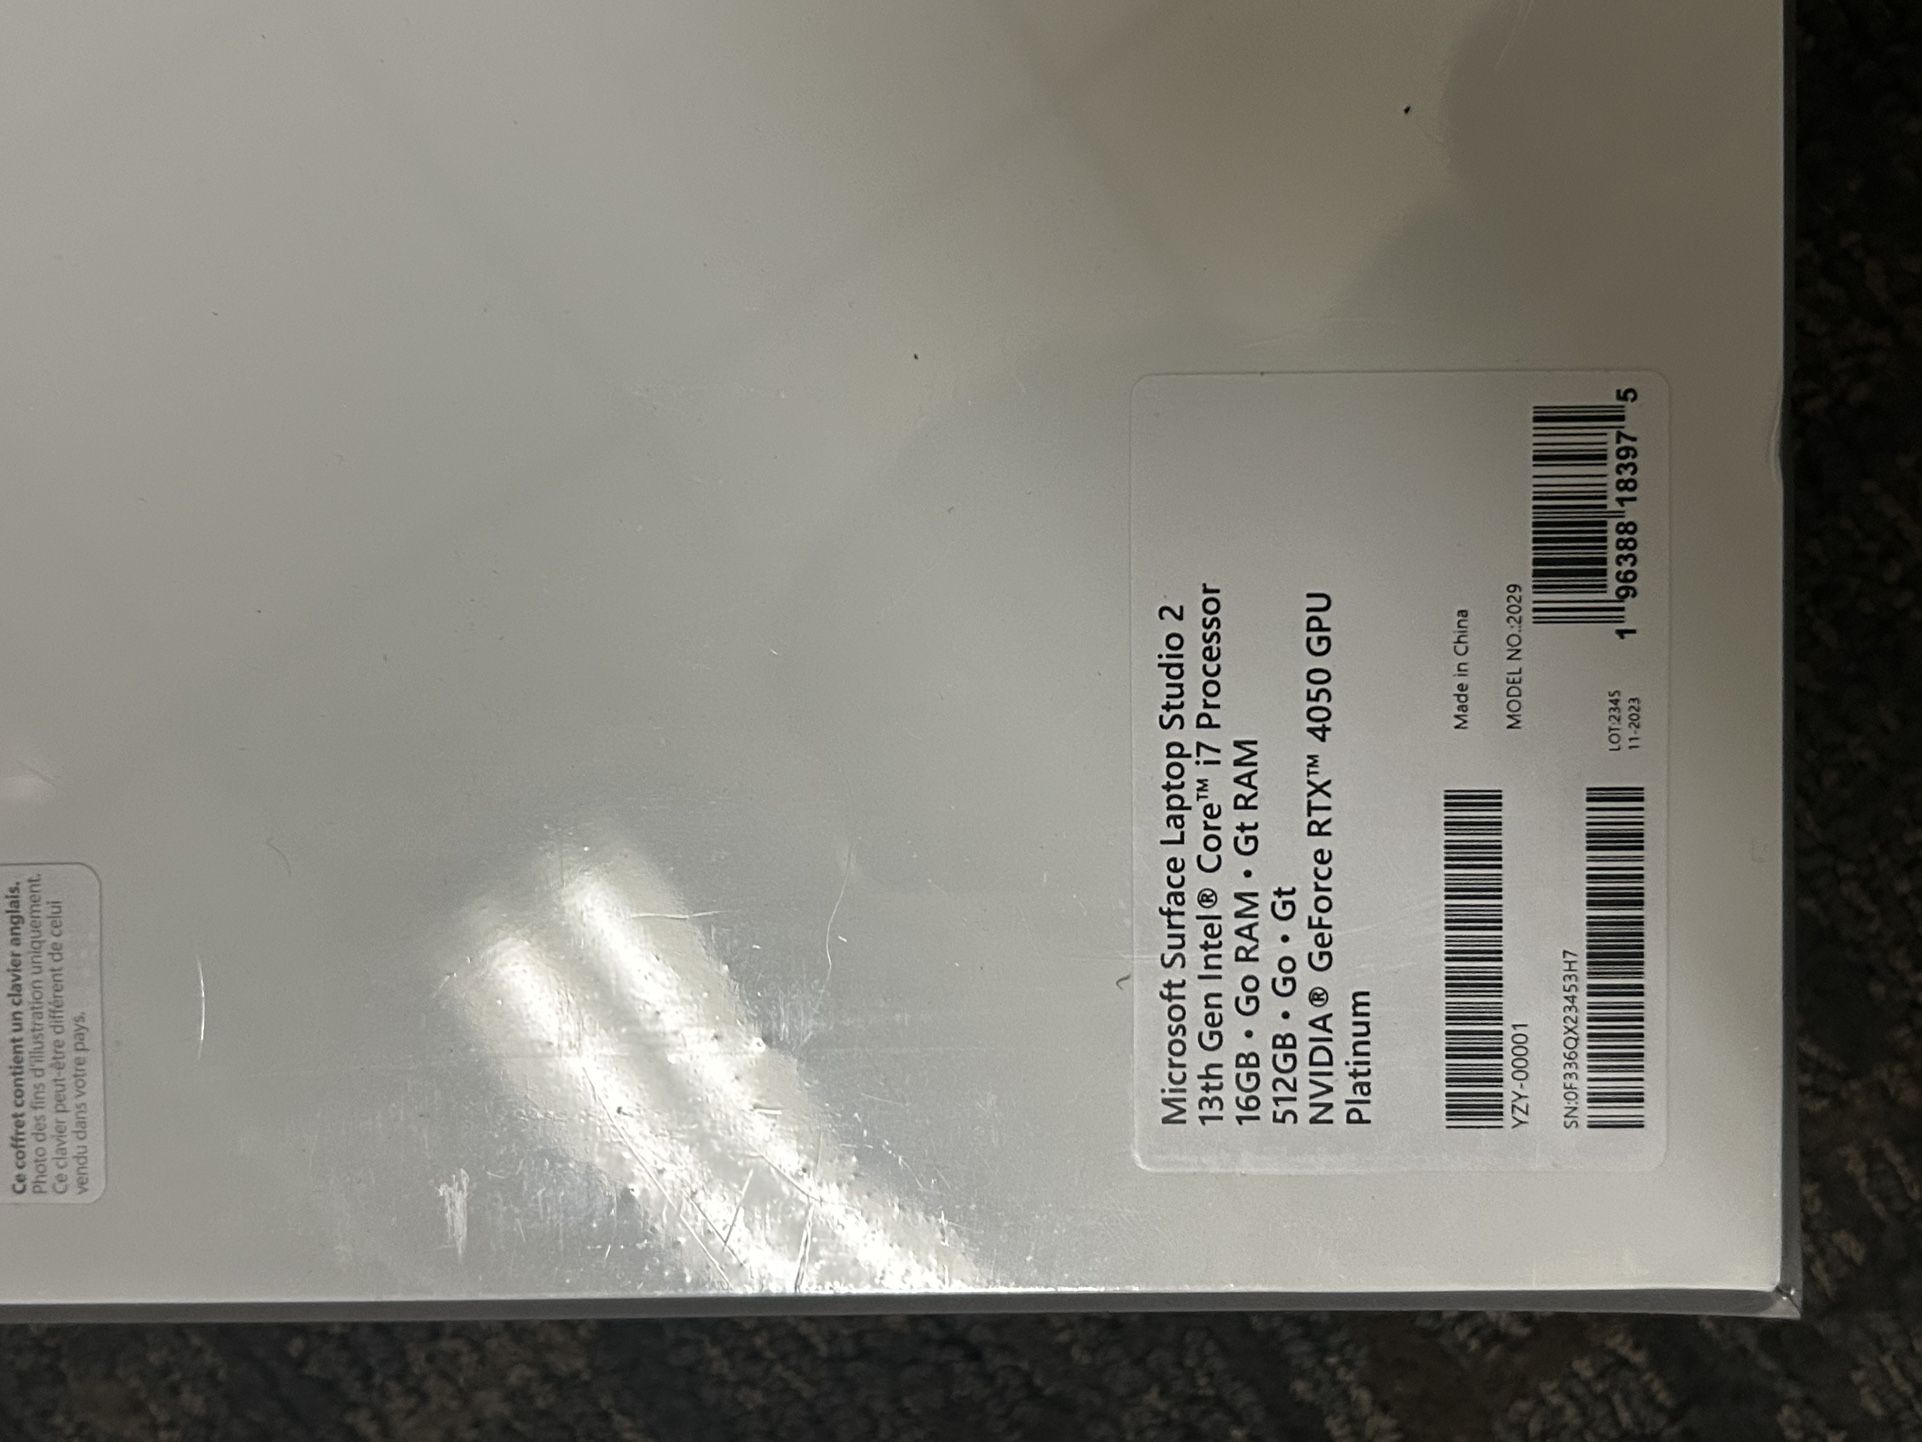 Ce coffret contient un clavier anglais.
Photo des fins d'illustration uniquement.
Ce clavier peut-être différent de celui
vendu dans votre pays.
Microsoft Surface Laptop Studio 2
13th Gen Intel® Core™ i7 Processor
16GB • Go RAM • Gt RAM
512GB • Go • Gt
NVIDIA® GeForce RTX™ 4050 GPU
Platinum
Made in China
YZY-00001
MODEL NO.:2029
SN:0F336QX23453H7
LOT:2345
11-2023
1 96388 18397 5